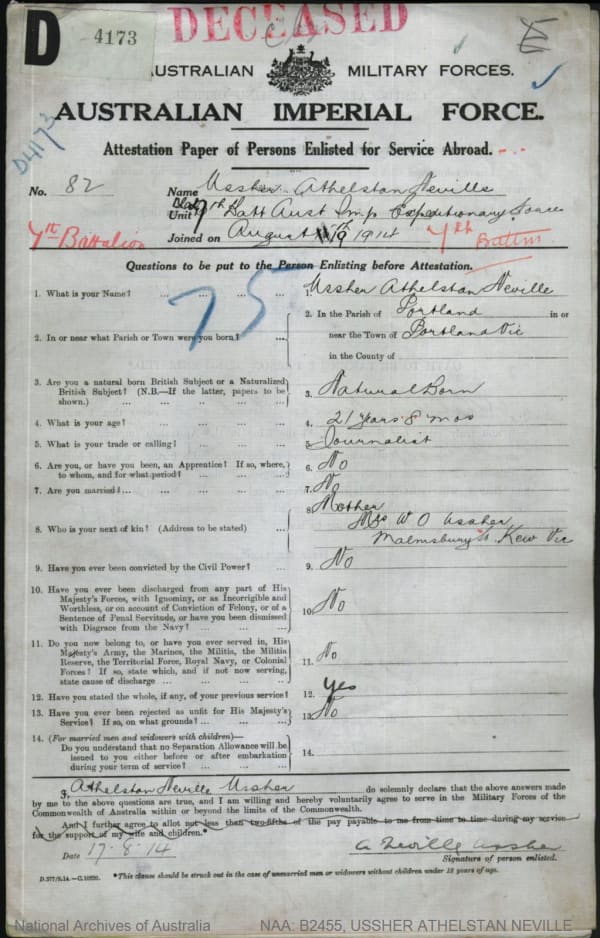 DECEASED
D
4173
D4173
AUSTRALIAN MILITARY FORCES.
AUSTRALIAN IMPERIAL FORCE.
Attestation Paper of Persons Enlisted for Service Abroad.
No. 82
Name Ussher Athelstan Neville
Unit 7th Batt Aust Imp Expeditionary Force
7th Battalion
Joined on August 1914
7th Battn
Questions to be put to the Person Enlisting before Attestation.
75
1. What is your Name? ... ... ... ... 1. Ussher Athelstan Neville
2. In or near what Parish or Town were you born? ... 2. In the Parish of Portland in or
near the Town of Portland Vic
in the County of
3. Are you a natural born British Subject or a Naturalized
British Subject? (N.B.—If the latter, papers to be
shown.) ... ... ... ... 3. Natural Born
4. What is your age? ... ... ... ... 4. 21 years 8 mos
5. What is your trade or calling? ... ... ... 5. Journalist
6. Are you, or have you been, an Apprentice? If so, where,
to whom, and for what period? ... ... ... 6. No
7. Are you married? ... ... ... ... ... 7. No
8. Who is your next of kin? (Address to be stated) ... 8. Mother
Mrs W O Ussher
Malmsbury St Kew Vic
9. Have you ever been convicted by the Civil Power? ... 9. No
10. Have you ever been discharged from any part of His
Majesty's Forces, with Ignominy, or as Incorrigible and
Worthless, or on account of Conviction of Felony, or of a
Sentence of Penal Servitude, or have you been dismissed
with Disgrace from the Navy? ... ... ... 10. No
11. Do you now belong to, or have you ever served in, His
Majesty's Army, the Marines, the Militia, the Militia
Reserve, the Territorial Force, Royal Navy, or Colonial
Forces? If so, state which, and if not now serving,
state cause of discharge ... ... ... ... 11. No
12. Have you stated the whole, if any, of your previous service? 12. Yes
13. Have you ever been rejected as unfit for His Majesty's
Service? If so, on what grounds? ... ... ... 13. No
14. (For married men and widowers with children)—
Do you understand that no Separation Allowance will be
issued to you either before or after embarkation
during your term of service? ... ... ... 14.
I, Athelstan Neville Ussher do solemnly declare that the above answers made
by me to the above questions are true, and I am willing and hereby voluntarily agree to serve in the Military Forces of the
Commonwealth of Australia within or beyond the limits of the Commonwealth.
And I further agree to allot not less than two-fifths of the pay payable to me from time to time during my service
for the support of my wife and children.*
Date 17.8.14
A Neville Ussher
Signature of person enlisted.
D.377/8.14.—C.10920. *This clause should be struck out in the case of unmarried men or widowers without children under 18 years of age.
National Archives of Australia NAA: B2455, USSHER ATHELSTAN NEVILLE